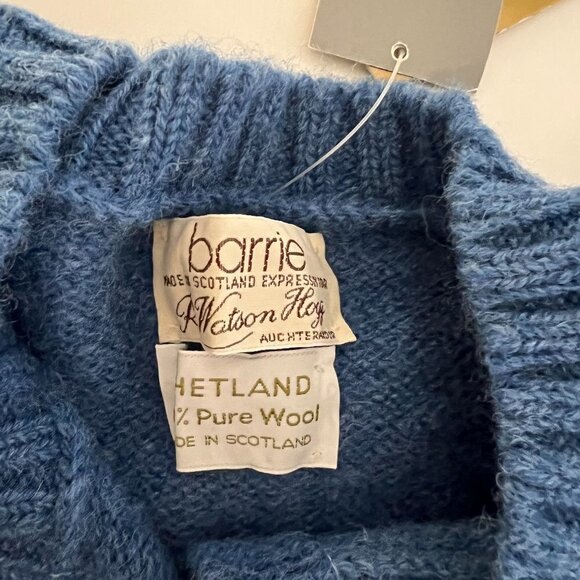 barrie
MADE IN SCOTLAND EXPRESSLY FOR
J. Watson Hogg
AUCHTERARDER
HETLAND
% Pure Wool
DE IN SCOTLAND